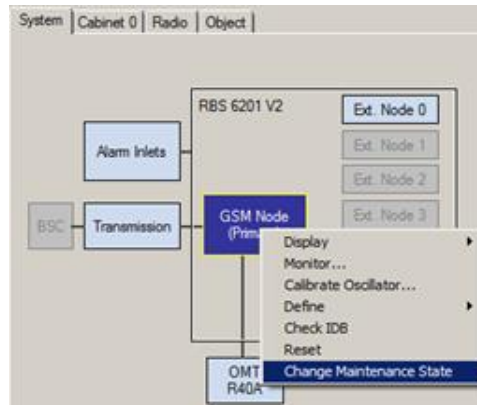 System
Cabinet 0
Radio
Object
RBS 6201 V2
Ext. Node 0
Alarm Inlets
Ext. Node 1
Ext. Node 2
BSC
Transmission
GSM Node
Ext. Node 3
Display
Monitor...
Calibrate Oscillator...
Define
Check IDB
Reset
Change Maintenance State
OMT
R40A